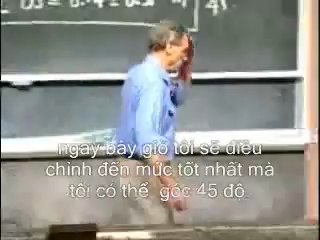 ngay bây giờ tôi sẽ điều
chỉnh đến mức tốt nhất mà
tôi có thể góc 45 độ.